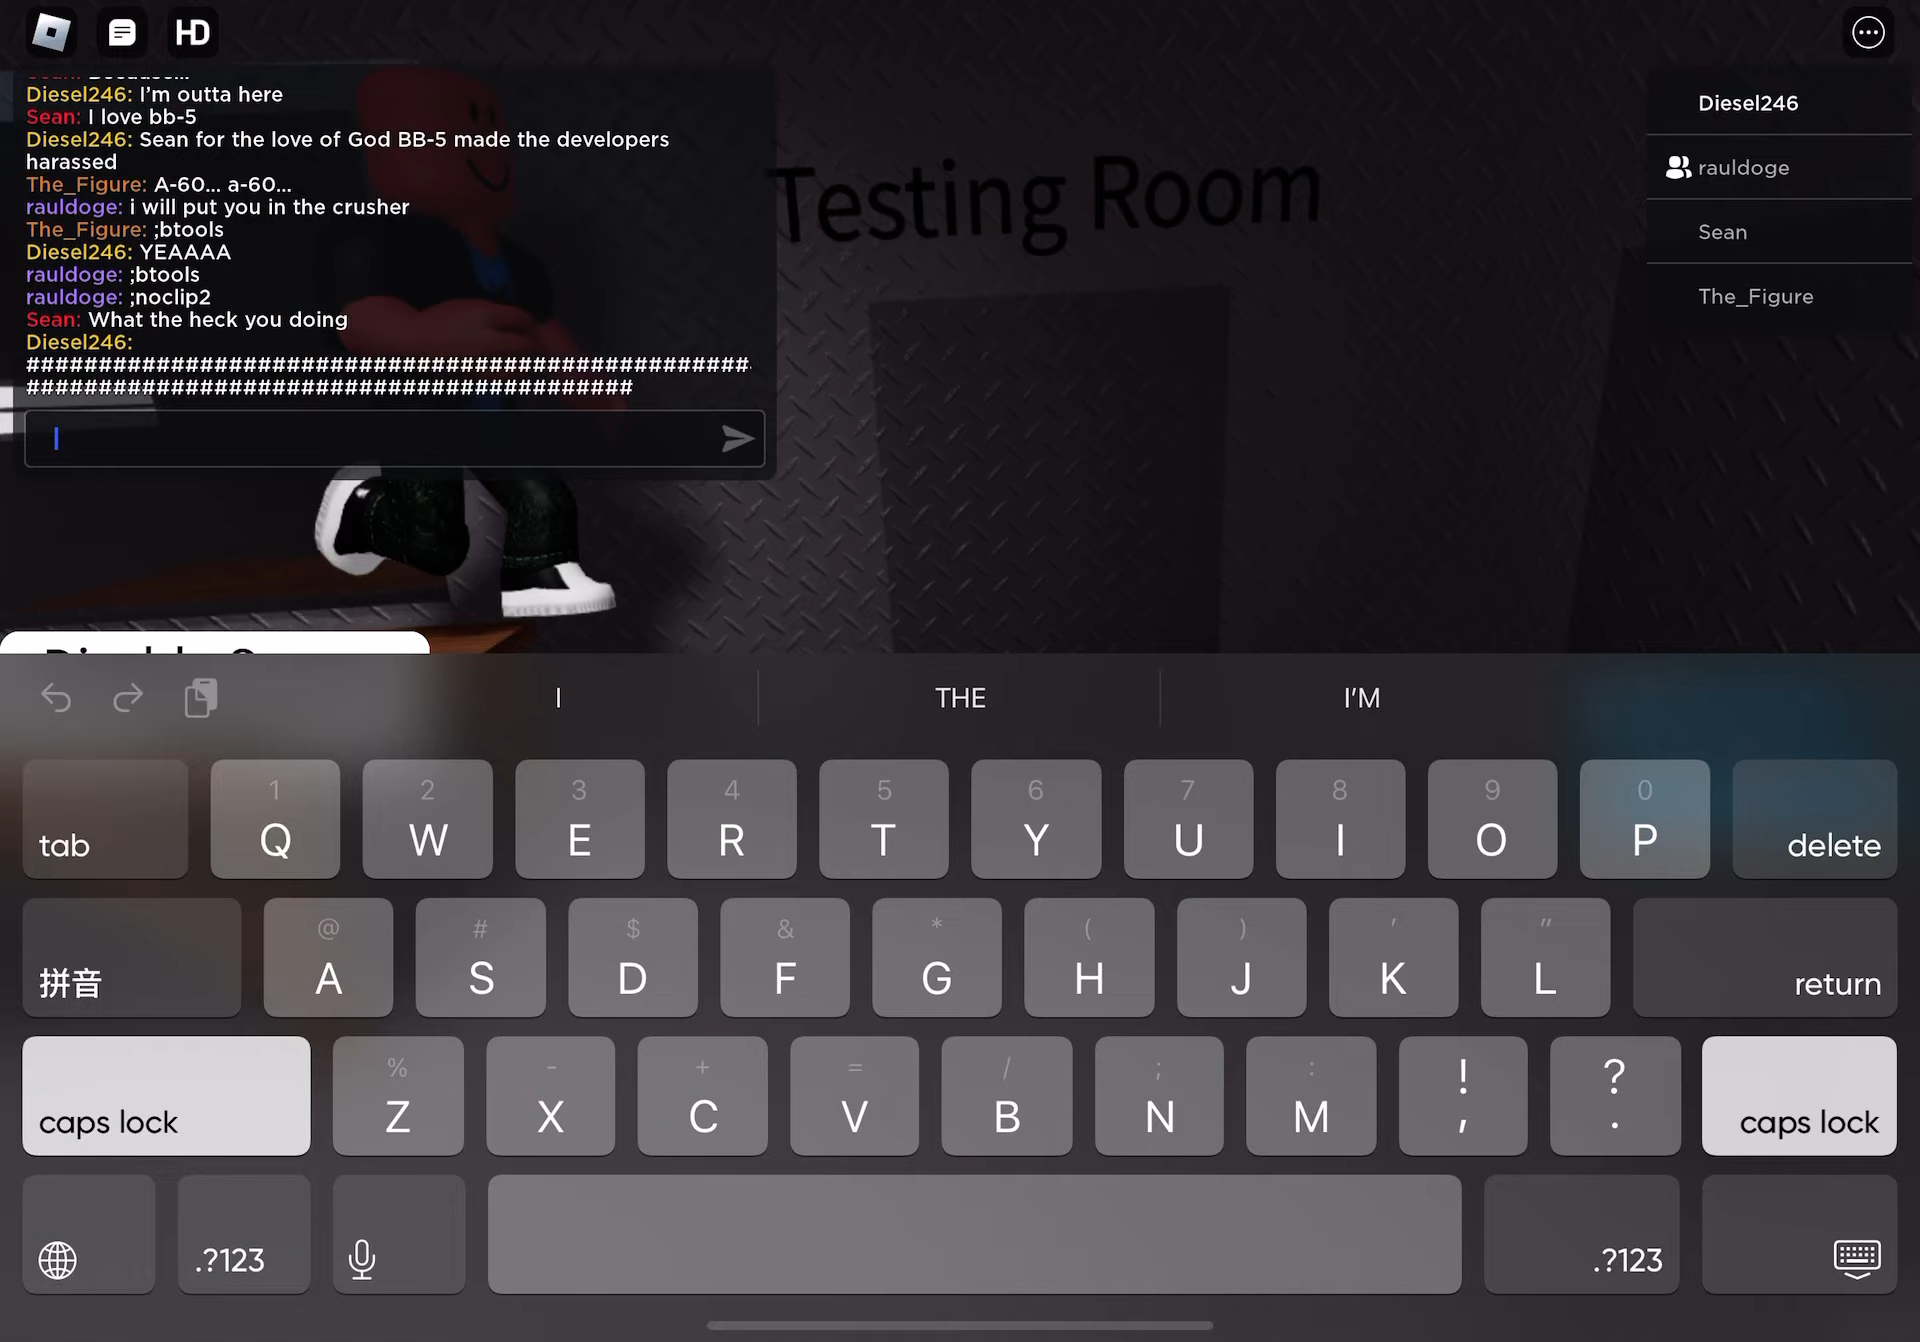 HD
Sean: Because...
Diesel246: I'm outta here
Sean: I love bb-5
Diesel246: Sean for the love of God BB-5 made the developers
harassed
The_Figure: A-60... a-60...
rauldoge: i will put you in the crusher
The_Figure: ;btools
Diesel246: YEAAAA
rauldoge: ;btools
rauldoge: ;noclip2
Sean: What the heck you doing
Diesel246:
##################################################
##########################################
Testing Room
Diesel246
rauldoge
Sean
The_Figure
I THE I'M
1 2 3 4 5 6 7 8 9 0
tab Q W E R T Y U I O P delete
@ # $ & * ( ) ' "
拼音 A S D F G H J K L return
% - + = / ; : ! ?
caps lock Z X C V B N M , . caps lock
.?123 .?123